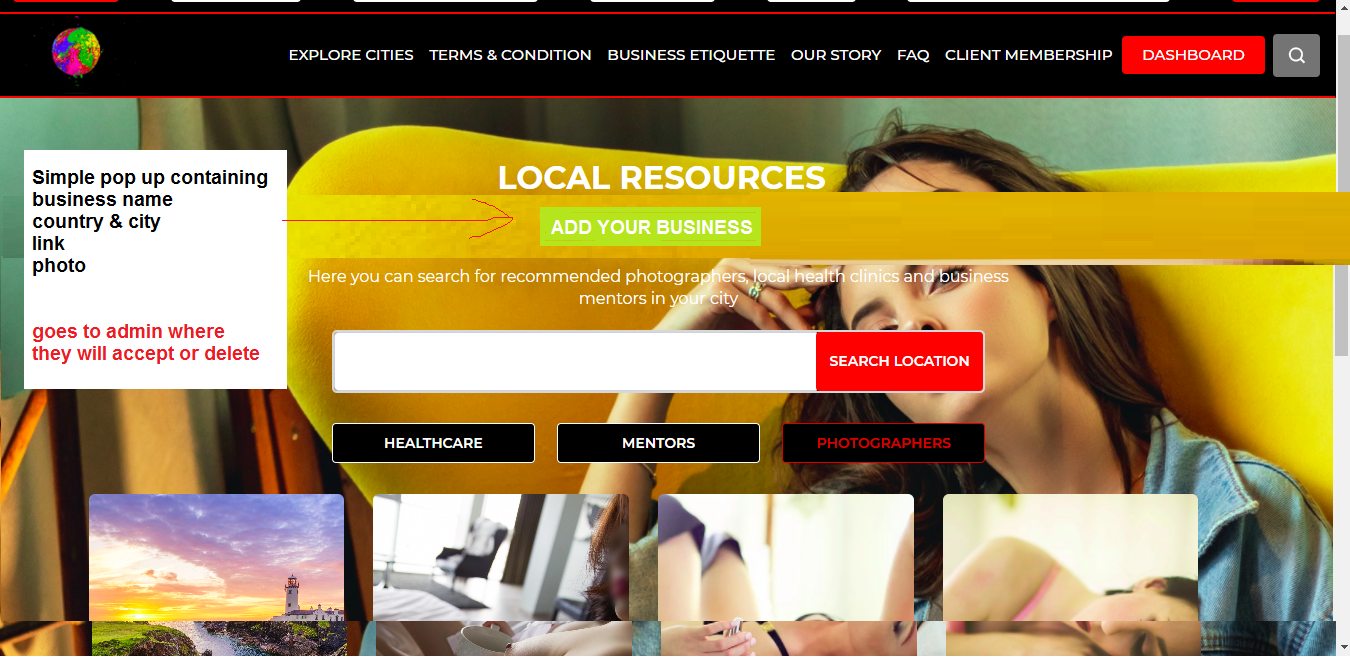 EXPLORE CITIES TERMS & CONDITION BUSINESS ETIQUETTE OUR STORY FAQ CLIENT MEMBERSHIP DASHBOARD
Simple pop up containing
business name
country & city
link
photo
goes to admin where
they will accept or delete
LOCAL RESOURCES
ADD YOUR BUSINESS
Here you can search for recommended photographers, local health clinics and business
mentors in your city
SEARCH LOCATION
HEALTHCARE MENTORS PHOTOGRAPHERS